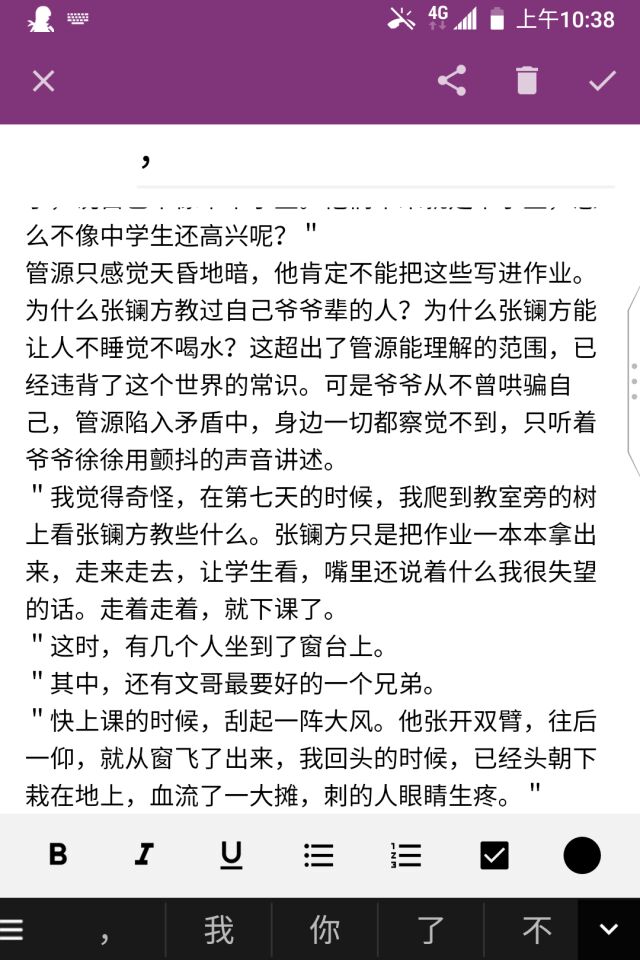 4G 上午10:38
，
么不像中学生还高兴呢？"
管源只感觉天昏地暗，他肯定不能把这些写进作业。
为什么张镧方教过自己爷爷辈的人？为什么张镧方能
让人不睡觉不喝水？这超出了管源能理解的范围，已
经违背了这个世界的常识。可是爷爷从不曾哄骗自
己，管源陷入矛盾中，身边一切都察觉不到，只听着
爷爷徐徐用颤抖的声音讲述。
"我觉得奇怪，在第七天的时候，我爬到教室旁的树
上看张镧方教些什么。张镧方只是把作业一本本拿出
来，走来走去，让学生看，嘴里还说着什么我很失望
的话。走着走着，就下课了。
"这时，有几个人坐到了窗台上。
"其中，还有文哥最要好的一个兄弟。
"快上课的时候，刮起一阵大风。他张开双臂，往后
一仰，就从窗飞了出来，我回头的时候，已经头朝下
栽在地上，血流了一大摊，刺的人眼睛生疼。"
B I U
， 我 你 了 不